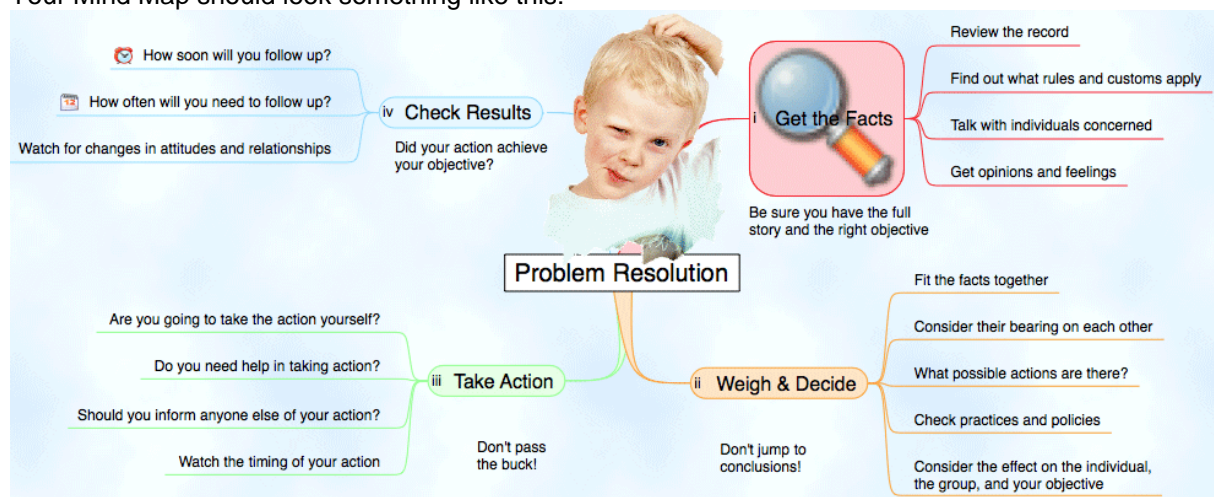 Your Mind Map should look something like this:
Problem Resolution
i Get the Facts
Be sure you have the full
story and the right objective
Review the record
Find out what rules and customs apply
Talk with individuals concerned
Get opinions and feelings
ii Weigh & Decide
Don't jump to
conclusions!
Fit the facts together
Consider their bearing on each other
What possible actions are there?
Check practices and policies
Consider the effect on the individual,
the group, and your objective
iii Take Action
Don't pass
the buck!
Are you going to take the action yourself?
Do you need help in taking action?
Should you inform anyone else of your action?
Watch the timing of your action
iv Check Results
Did your action achieve
your objective?
How soon will you follow up?
12
How often will you need to follow up?
Watch for changes in attitudes and relationships